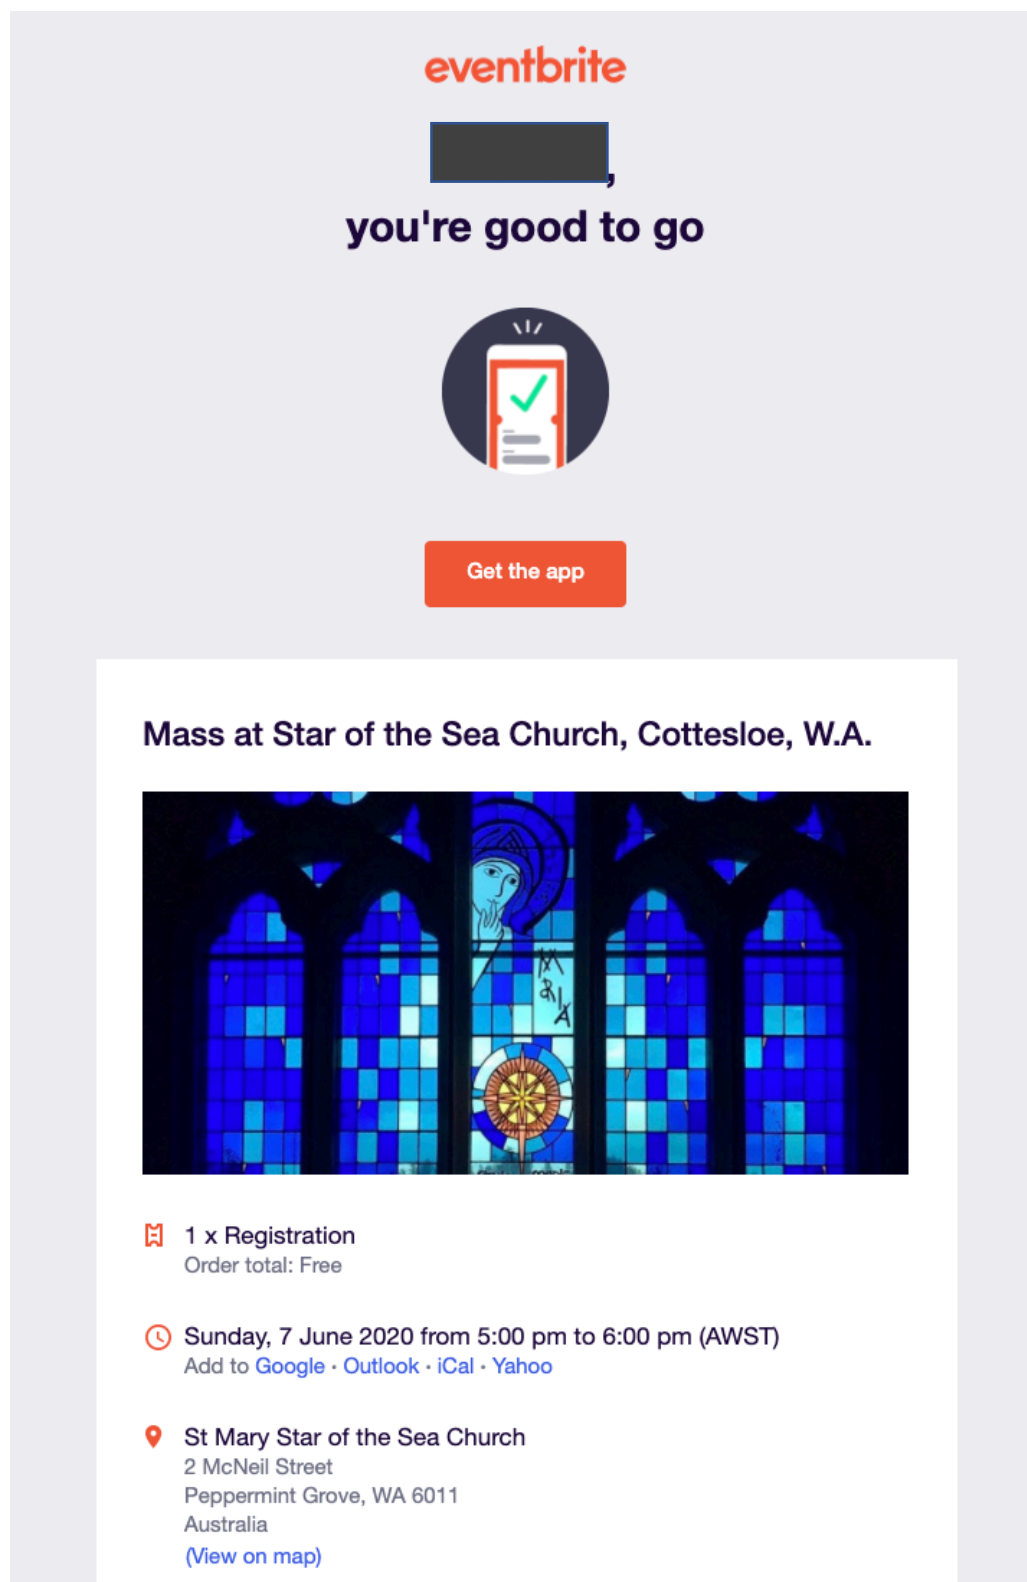 eventbrite
,
you're good to go
Get the app
Mass at Star of the Sea Church, Cottesloe, W.A.
MARIA
1 x Registration
Order total: Free
Sunday, 7 June 2020 from 5:00 pm to 6:00 pm (AWST)
Add to Google · Outlook · iCal · Yahoo
St Mary Star of the Sea Church
2 McNeil Street
Peppermint Grove, WA 6011
Australia
(View on map)